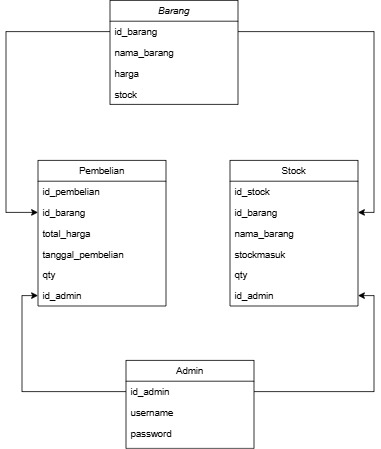 Barang
id_barang
nama_barang
harga
stock
Pembelian
id_pembelian
id_barang
total_harga
tanggal_pembelian
qty
id_admin
Stock
id_stock
id_barang
nama_barang
stockmasuk
qty
id_admin
Admin
id_admin
username
password